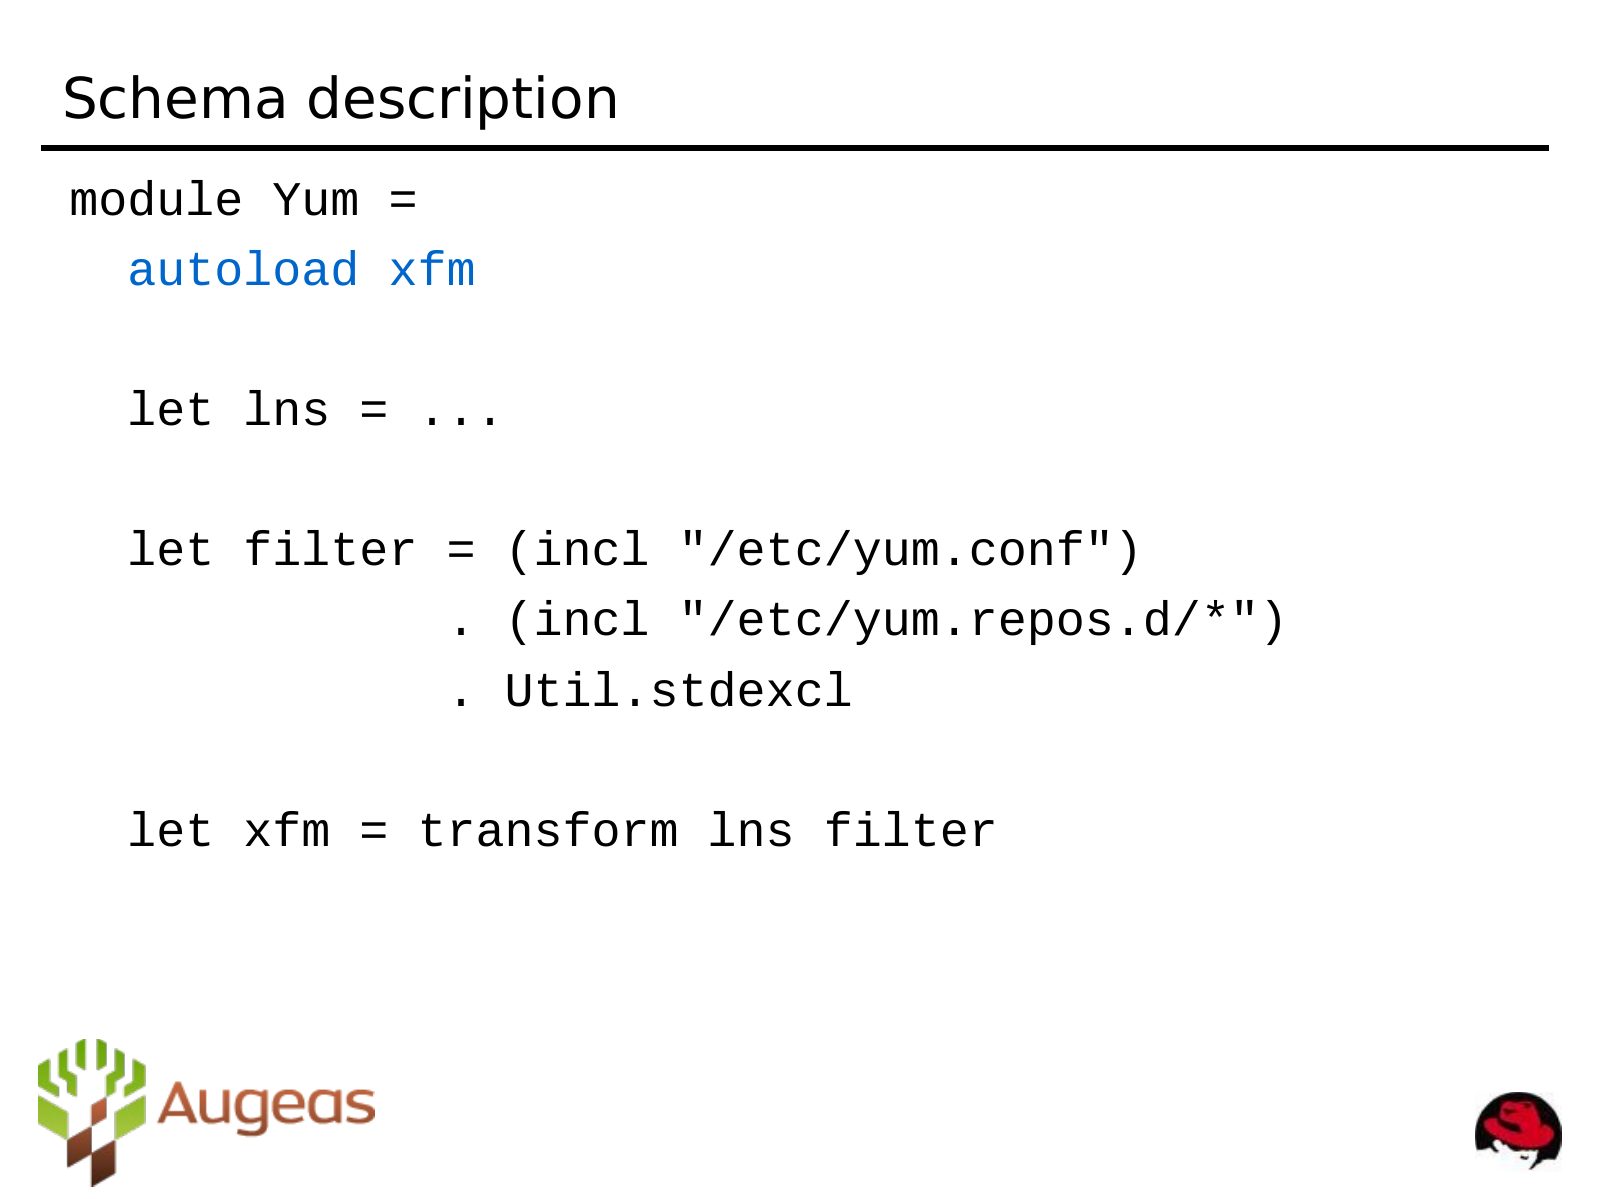 Schema description
module Yum =
  autoload xfm
  let lns = ...
  let filter = (incl "/etc/yum.conf")
             . (incl "/etc/yum.repos.d/*")
             . Util.stdexcl
  let xfm = transform lns filter
Augeas